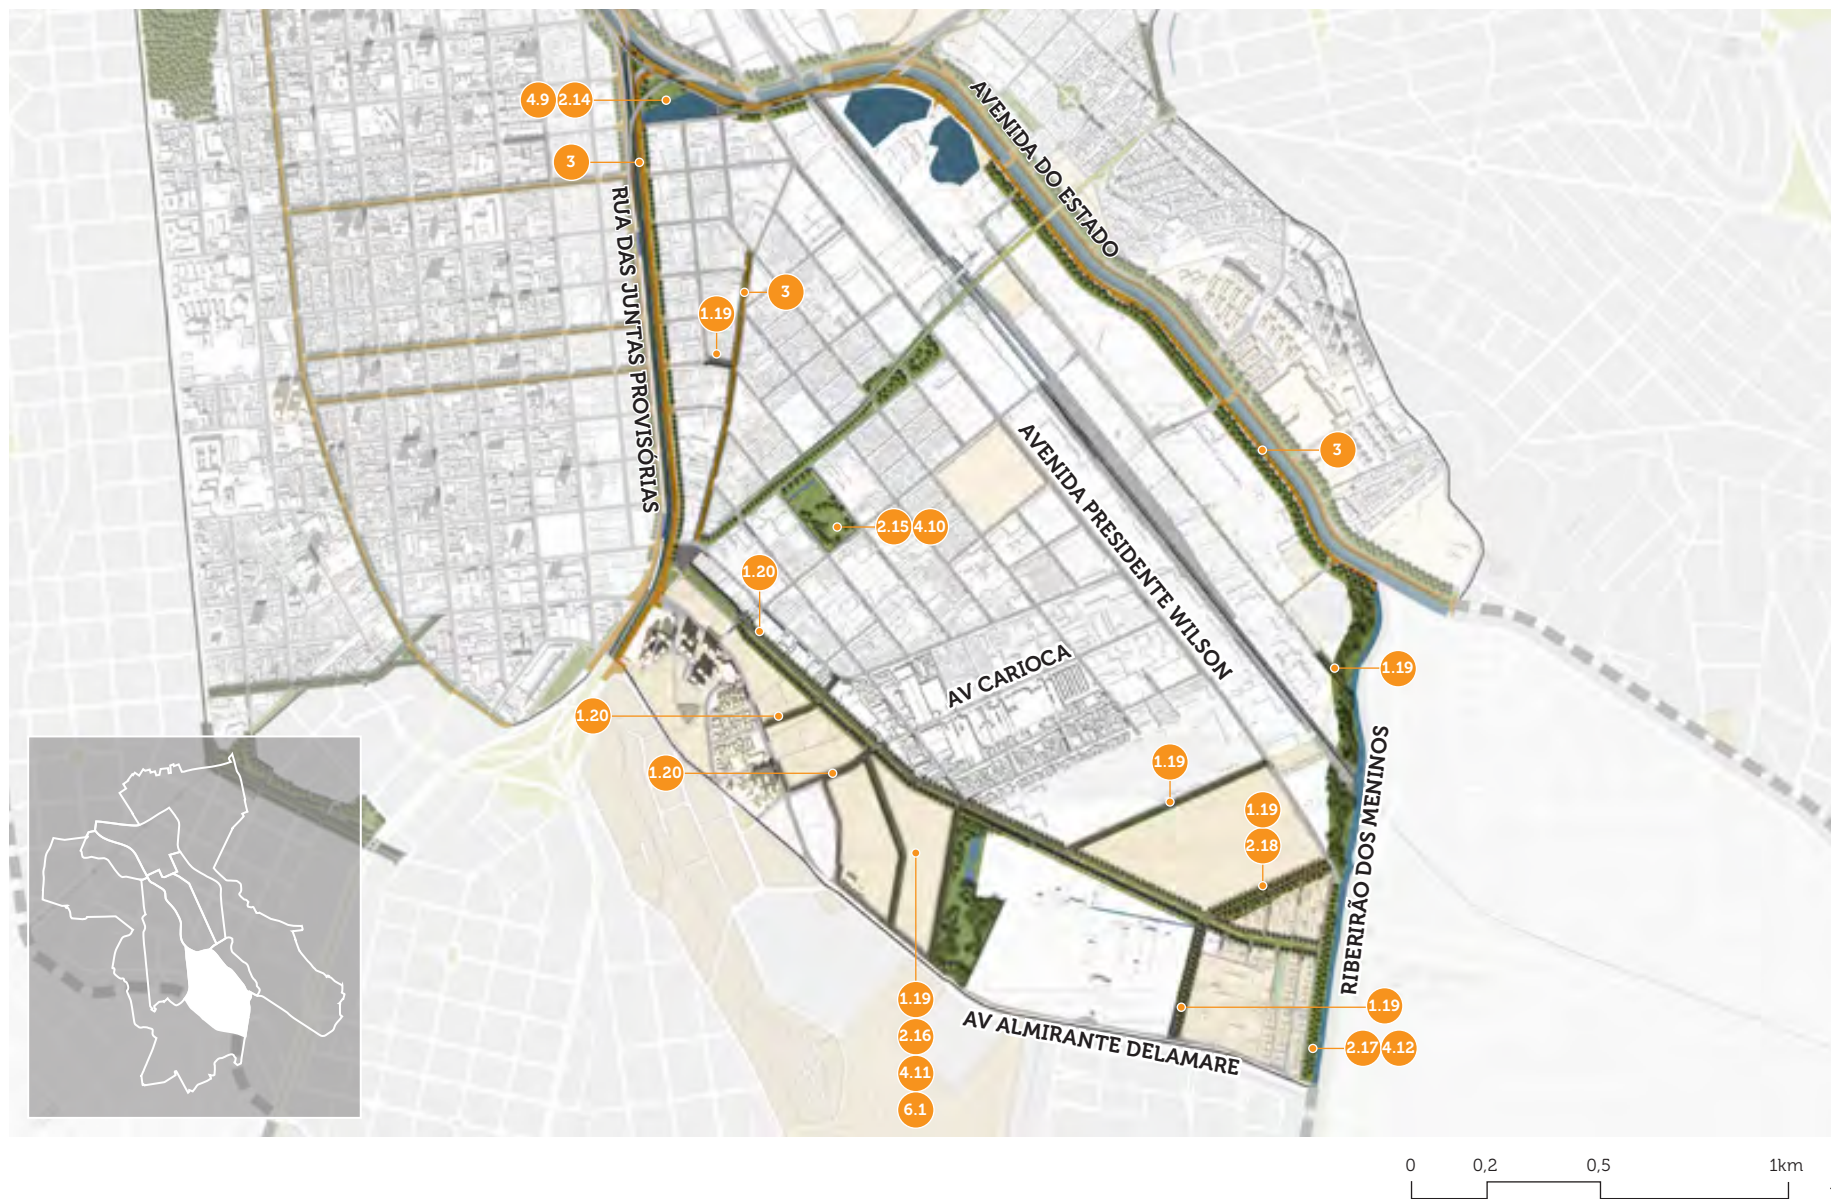 4.9 2.14
AVENIDA DO ESTADO
3
RUA DAS JUNTAS PROVISÓRIAS
3
1.19
AVENIDA PRESIDENTE WILSON
3
2.15 4.10
1.20
AV CARIOCA
1.19
1.20
RIBERIRÃO DOS MENINOS
1.20
1.19
1.19
2.18
1.19
2.16
4.11
6.1
AV ALMIRANTE DELAMARE
1.19
2.17 4.12
0 0,2 0,5 1km